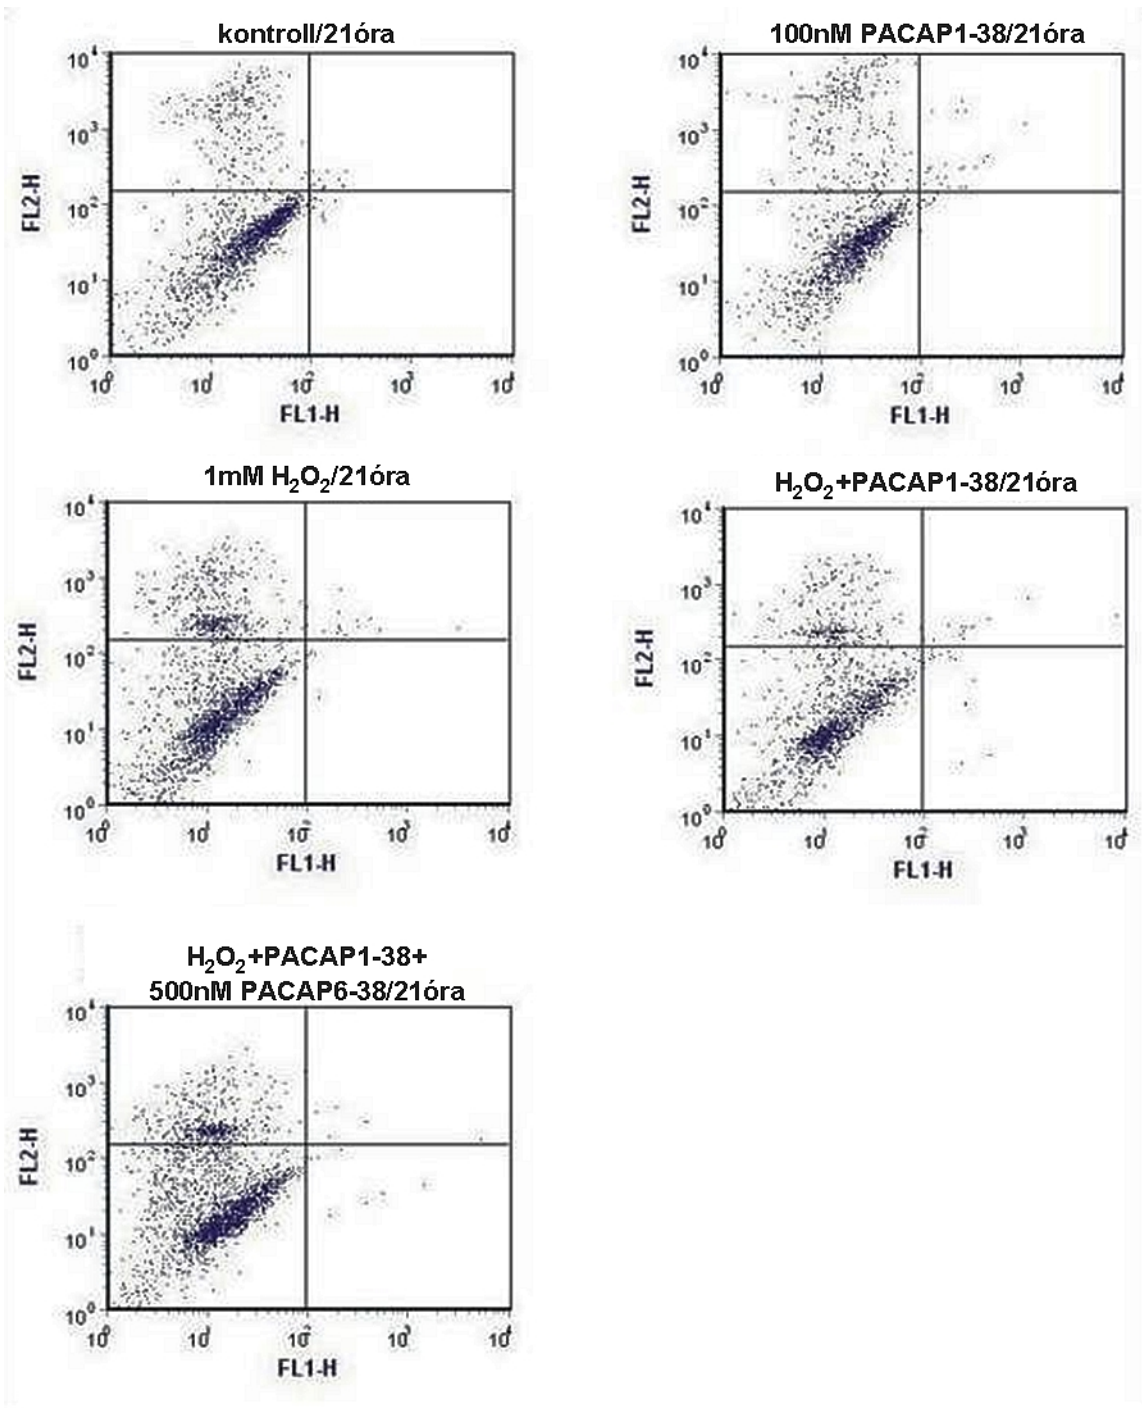 kontroll/21óra
10⁴
10³
FL2-H
10²
10¹
10⁰
10⁰ 10¹ 10² 10³ 10⁴
FL1-H
100nM PACAP1-38/21óra
10⁴
10³
FL2-H
10²
10¹
10⁰
10⁰ 10¹ 10² 10³ 10⁴
FL1-H
1mM H₂O₂/21óra
10⁴
10³
FL2-H
10²
10¹
10⁰
10⁰ 10¹ 10² 10³ 10⁴
FL1-H
H₂O₂+PACAP1-38/21óra
10⁴
10³
FL2-H
10²
10¹
10⁰
10⁰ 10¹ 10² 10³ 10⁴
FL1-H
H₂O₂+PACAP1-38+
500nM PACAP6-38/21óra
10⁴
10³
FL2-H
10²
10¹
10⁰
10⁰ 10¹ 10² 10³ 10⁴
FL1-H